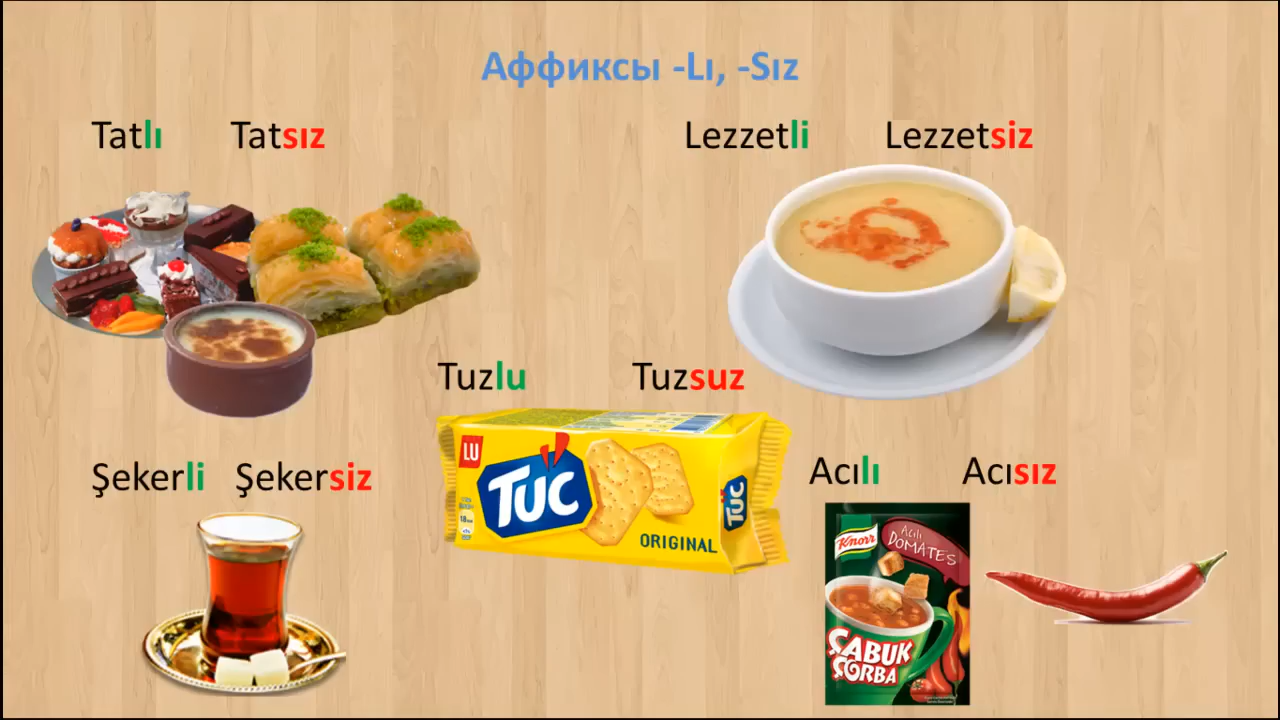 Аффиксы -Lı, -Sız
Tatlı Tatsız
Lezzetli Lezzetsiz
Tuzlu Tuzsuz
Şekerli Şekersiz
Acılı Acısız
LU
TUC
TUC
ORIGINAL
Knorr
Acılı
DOMATES
ÇABUK
ÇORBA